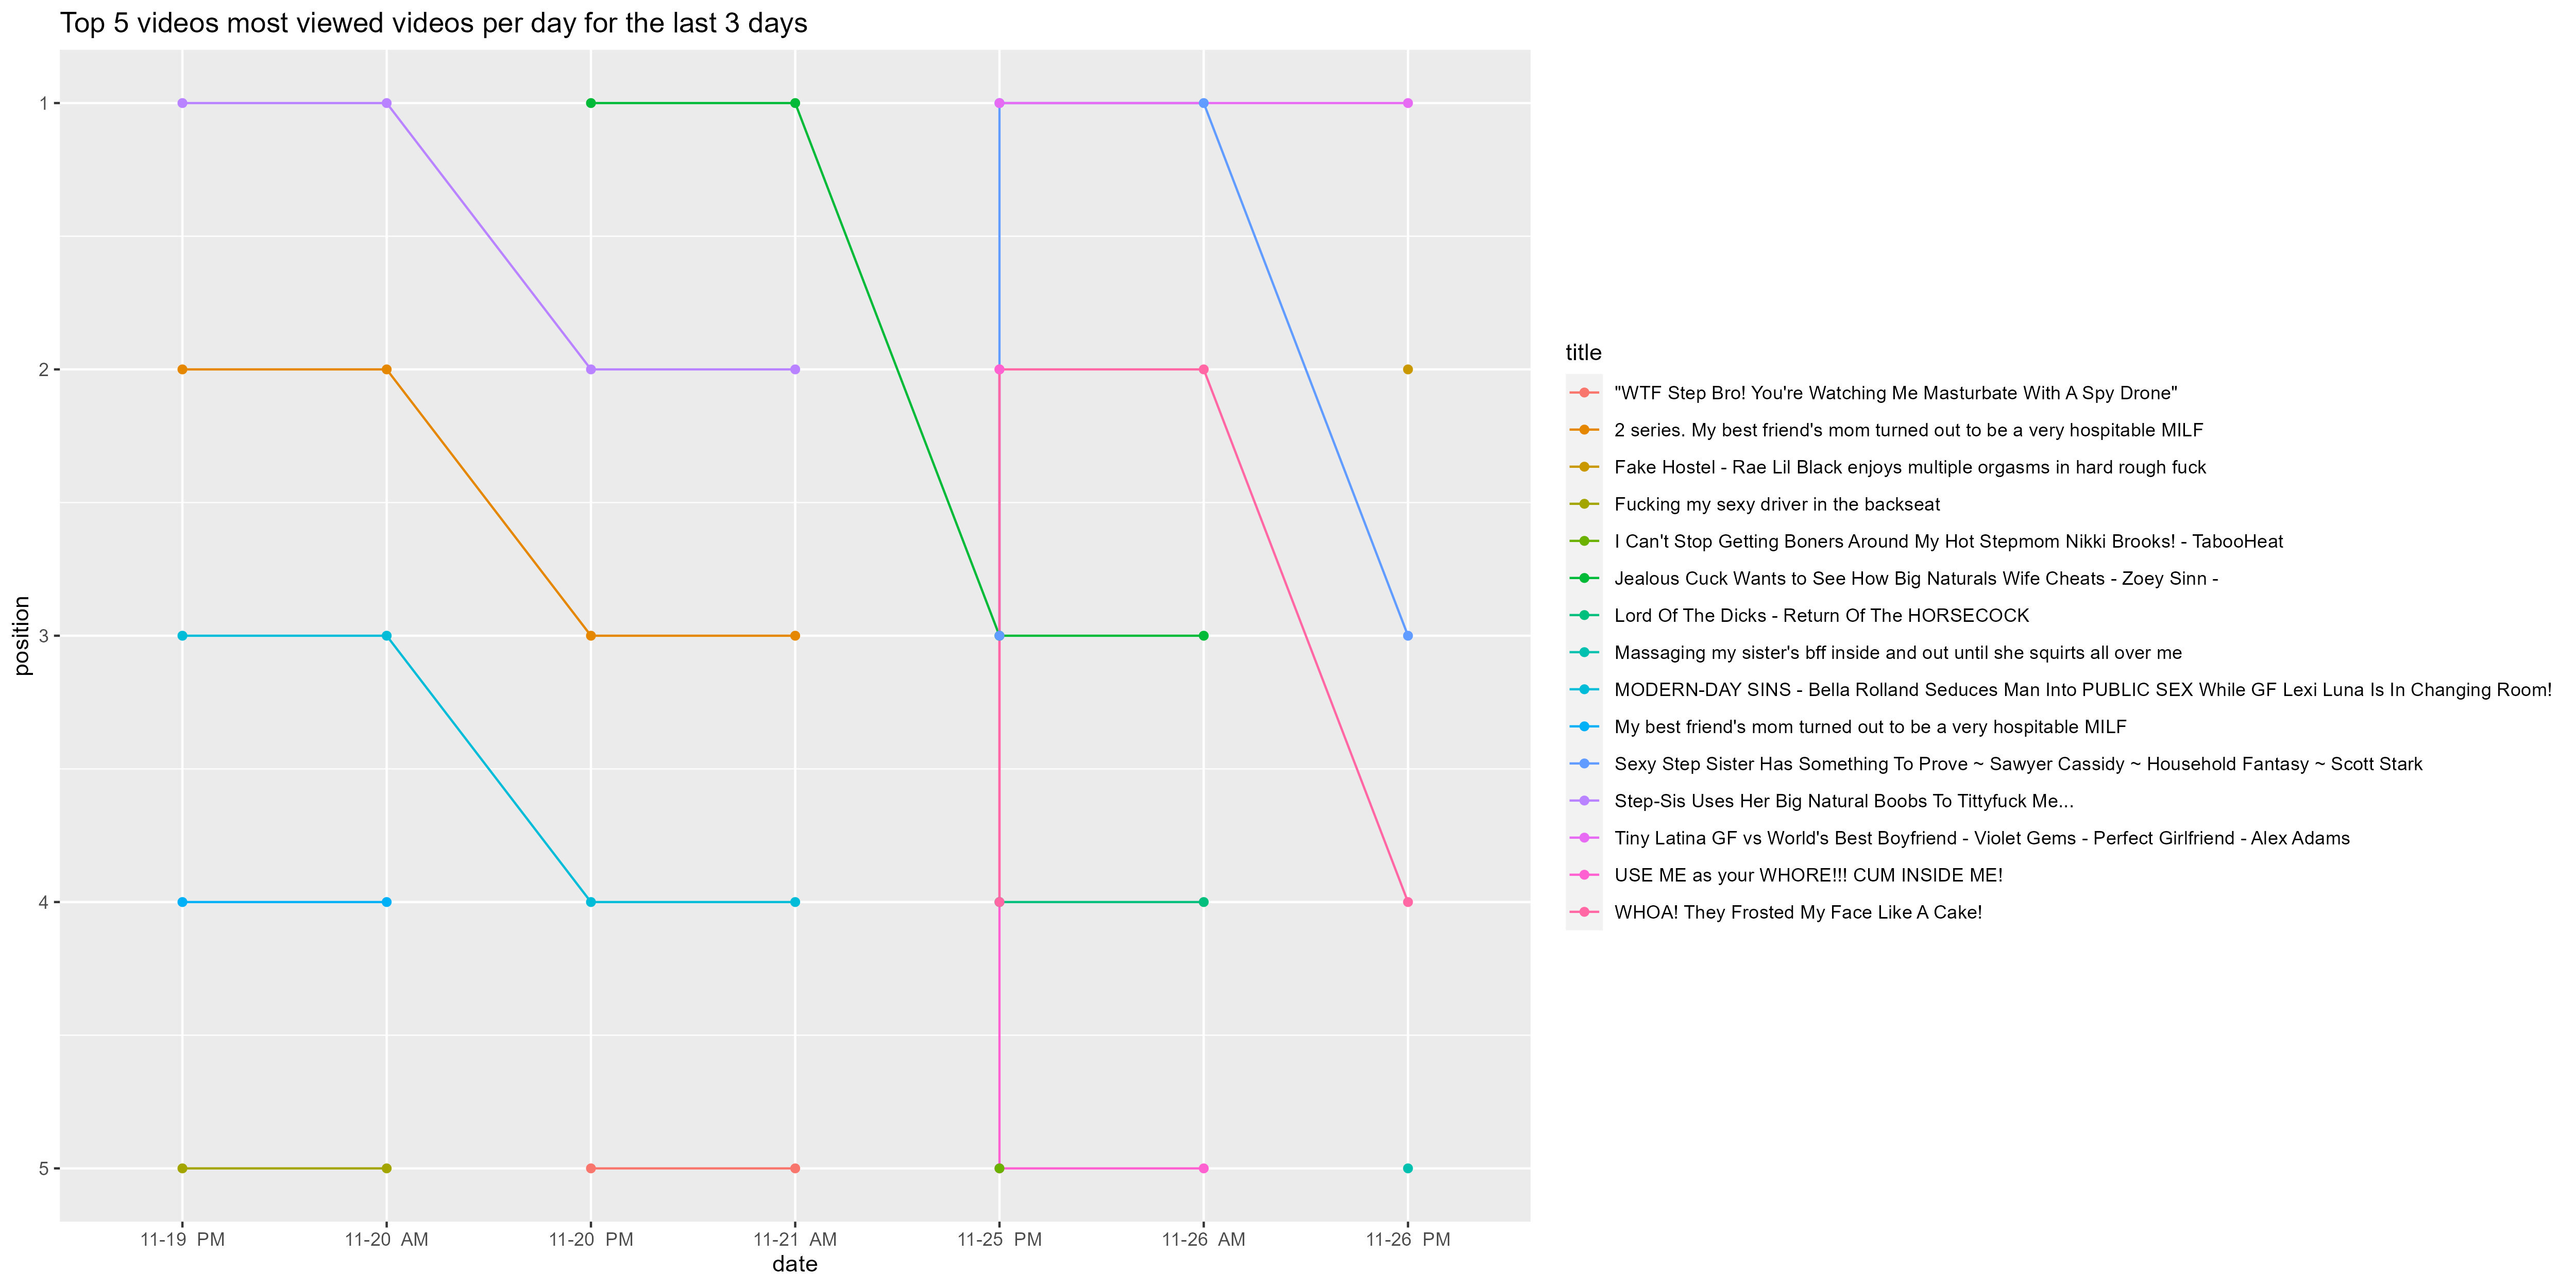 Top 5 videos most viewed videos per day for the last 3 days
position
1
2
3
4
5
11-19 PM
11-20 AM
11-20 PM
11-21 AM
11-25 PM
11-26 AM
11-26 PM
date
title
"WTF Step Bro! You're Watching Me Masturbate With A Spy Drone"
2 series. My best friend's mom turned out to be a very hospitable MILF
Fake Hostel - Rae Lil Black enjoys multiple orgasms in hard rough fuck
Fucking my sexy driver in the backseat
I Can't Stop Getting Boners Around My Hot Stepmom Nikki Brooks! - TabooHeat
Jealous Cuck Wants to See How Big Naturals Wife Cheats - Zoey Sinn -
Lord Of The Dicks - Return Of The HORSECOCK
Massaging my sister's bff inside and out until she squirts all over me
MODERN-DAY SINS - Bella Rolland Seduces Man Into PUBLIC SEX While GF Lexi Luna Is In Changing Room!
My best friend's mom turned out to be a very hospitable MILF
Sexy Step Sister Has Something To Prove ~ Sawyer Cassidy ~ Household Fantasy ~ Scott Stark
Step-Sis Uses Her Big Natural Boobs To Tittyfuck Me...
Tiny Latina GF vs World's Best Boyfriend - Violet Gems - Perfect Girlfriend - Alex Adams
USE ME as your WHORE!!! CUM INSIDE ME!
WHOA! They Frosted My Face Like A Cake!